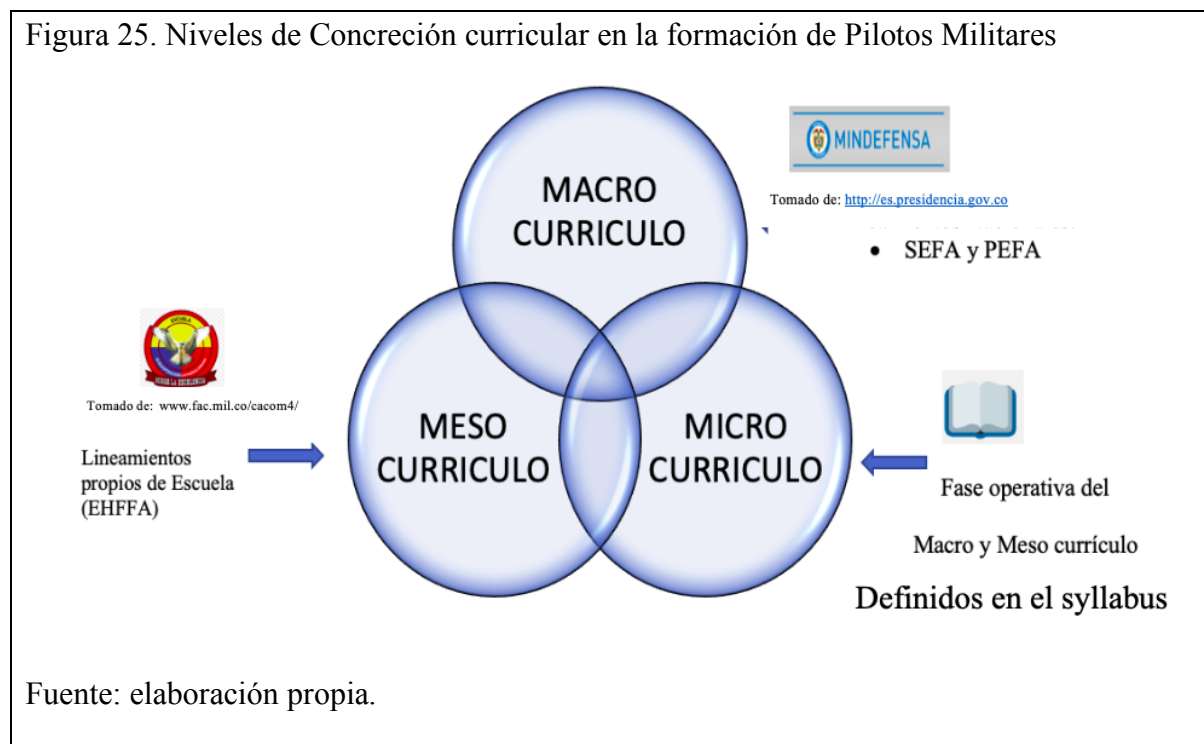 Figura 25. Niveles de Concreción curricular en la formación de Pilotos Militares
MINDEFENSA
Tomado de: http://es.presidencia.gov.co
• SEFA y PEFA
MACRO
CURRICULO
Tomado de: www.fac.mil.co/cacom4/
Lineamientos
propios de Escuela
(EHFFA)
MESO
CURRICULO
MICRO
CURRICULO
Fase operativa del
Macro y Meso currículo
Definidos en el syllabus
ESCUELA
Fuente: elaboración propia.